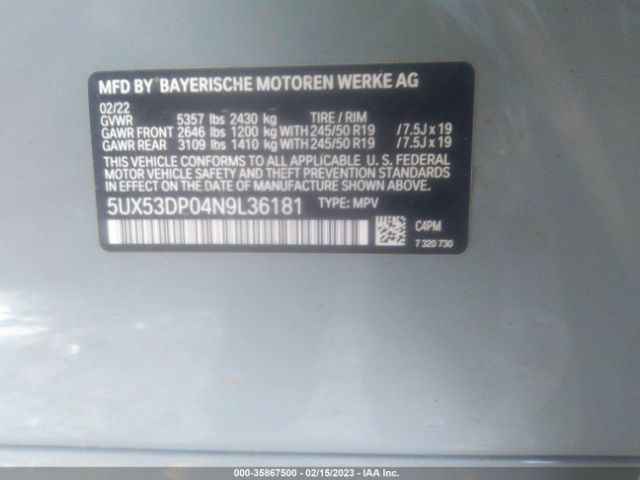 MFD BY BAYERISCHE MOTOREN WERKE AG
02/22
GVWR 5357 lbs 2430 kg TIRE / RIM
GAWR FRONT 2646 lbs 1200 kg WITH 245/50 R19 / 7.5J x 19
GAWR REAR 3109 lbs 1410 kg WITH 245/50 R19 / 7.5J x 19
THIS VEHICLE CONFORMS TO ALL APPLICABLE U. S. FEDERAL
MOTOR VEHICLE SAFETY AND THEFT PREVENTION STANDARDS
IN EFFECT ON THE DATE OF MANUFACTURE SHOWN ABOVE.
5UX53DP04N9L36181 TYPE: MPV
C4PM
7 320 730
000-35867500 - 02/15/2023 - IAA Inc.